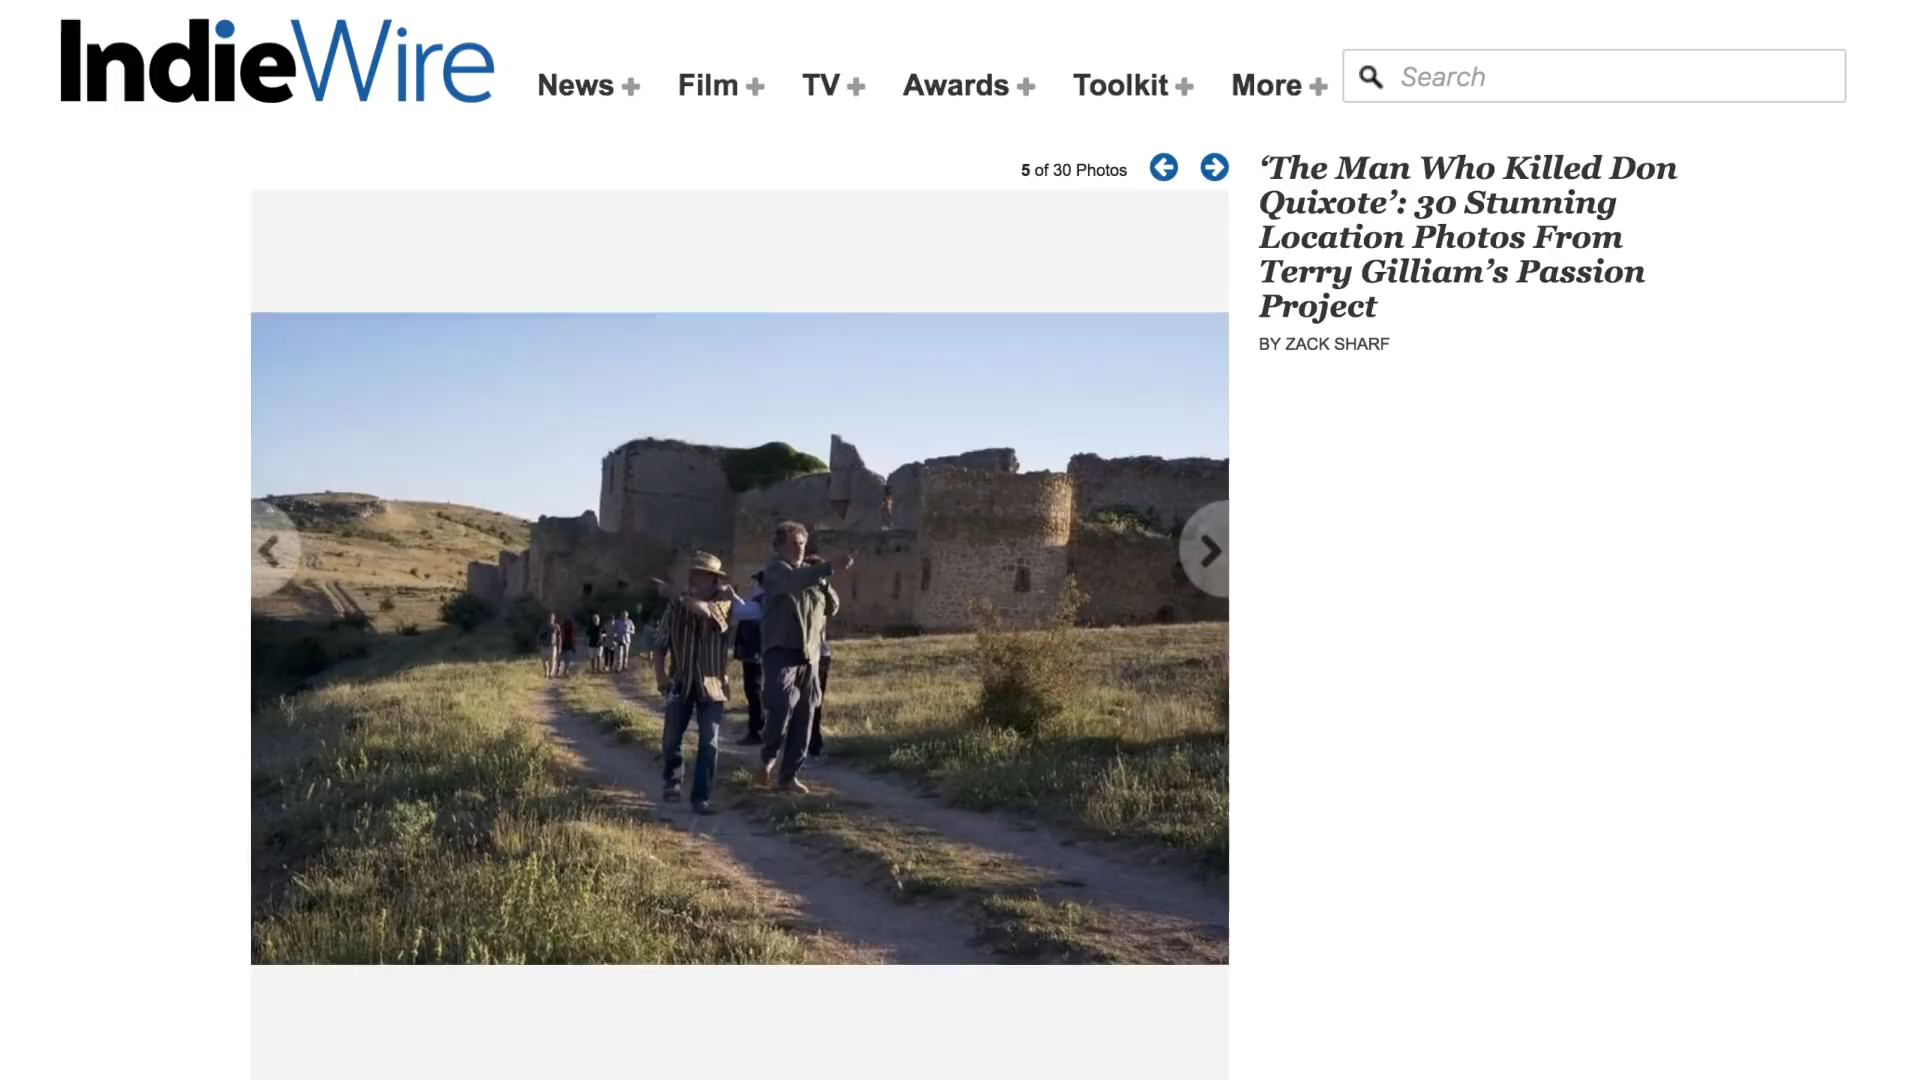 IndieWire
News + Film + TV + Awards + Toolkit + More + Search
5 of 30 Photos
‘The Man Who Killed Don
Quixote’: 30 Stunning
Location Photos From
Terry Gilliam’s Passion
Project
BY ZACK SHARF